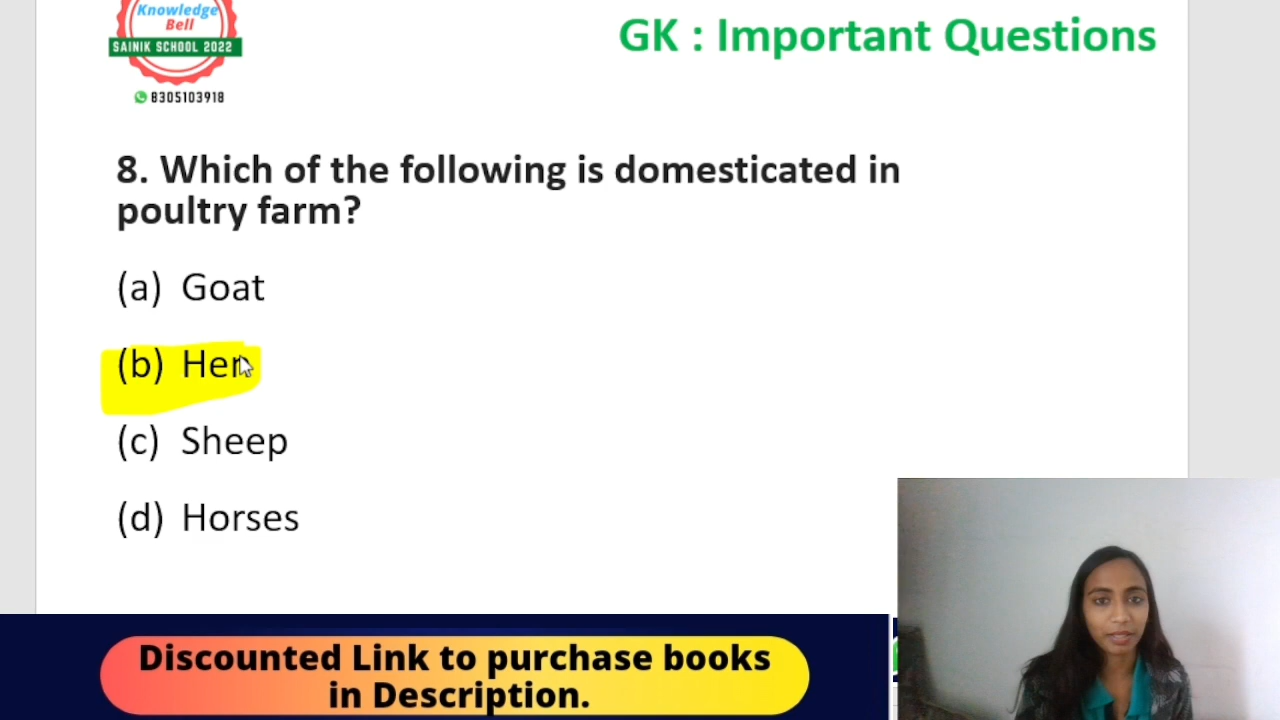 Knowledge
Bell
SAINIK SCHOOL 2022
8305103918
GK : Important Questions
8. Which of the following is domesticated in
poultry farm?
(a) Goat
(b) Hen
(c) Sheep
(d) Horses
Discounted Link to purchase books
in Description.